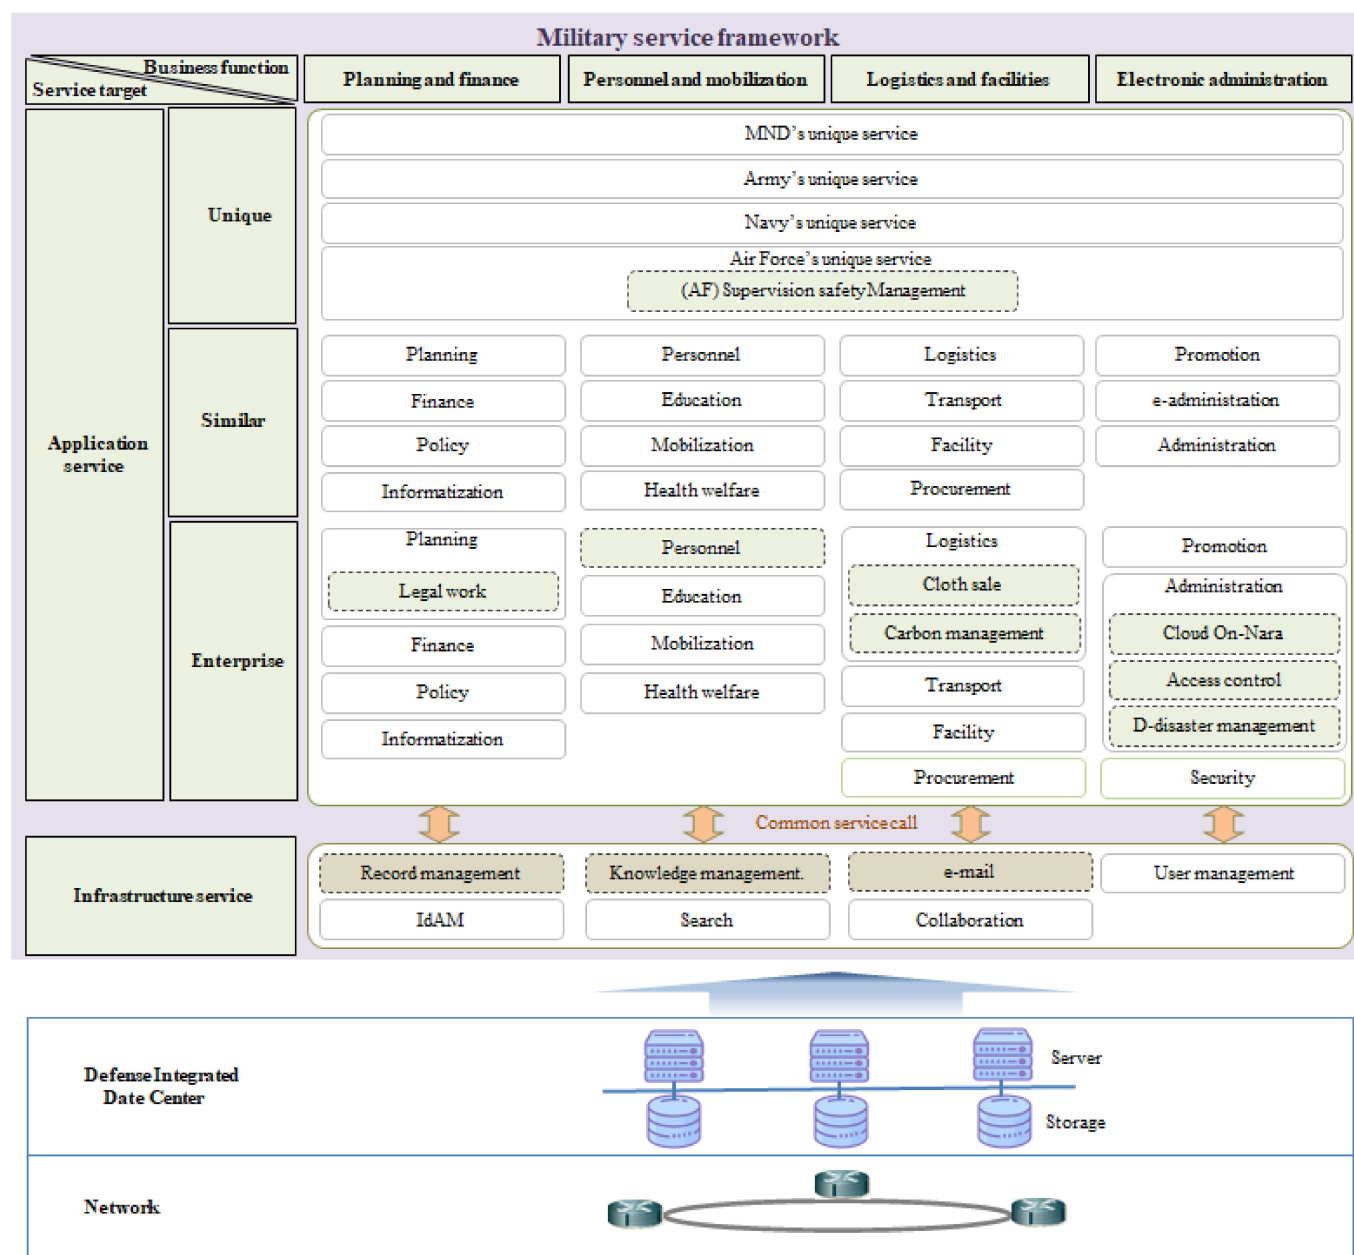 Military service framework
Business function
Service target
Planning and finance
Personnel and mobilization
Logistics and facilities
Electronic administration
Application
service
Unique
MND's unique service
Army's unique service
Navy's unique service
Air Force's unique service
(AF) Supervision safety Management
Similar
Planning
Personnel
Logistics
Promotion
Finance
Education
Transport
e-administration
Policy
Mobilization
Facility
Administration
Informatization
Health welfare
Procurement
Enterprise
Planning
Legal work
Finance
Policy
Informatization
Personnel
Education
Mobilization
Health welfare
Logistics
Cloth sale
Carbon management
Transport
Facility
Procurement
Promotion
Administration
Cloud On-Nara
Access control
D-disaster management
Security
Common service call
Infrastructure service
Record management
Knowledge management.
e-mail
User management
IdAM
Search
Collaboration
Defense Integrated
Date Center
Server
Storage
Network